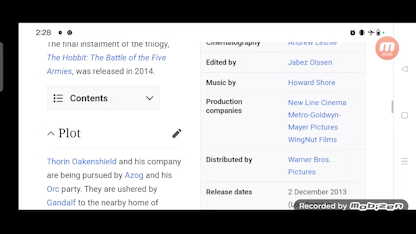 2:28
The final instalment of the trilogy,
The Hobbit: The Battle of the Five
Armies, was released in 2014.
Contents
Plot
Thorin Oakenshield and his company
are being pursued by Azog and his
Orc party. They are ushered by
Gandalf to the nearby home of
Cinematography Andrew Lesnie
Edited by Jabez Olssen
Music by Howard Shore
Production New Line Cinema
companies Metro-Goldwyn-
Mayer Pictures
WingNut Films
Distributed by Warner Bros.
Pictures
Release dates 2 December 2013
Recorded by Mobizen